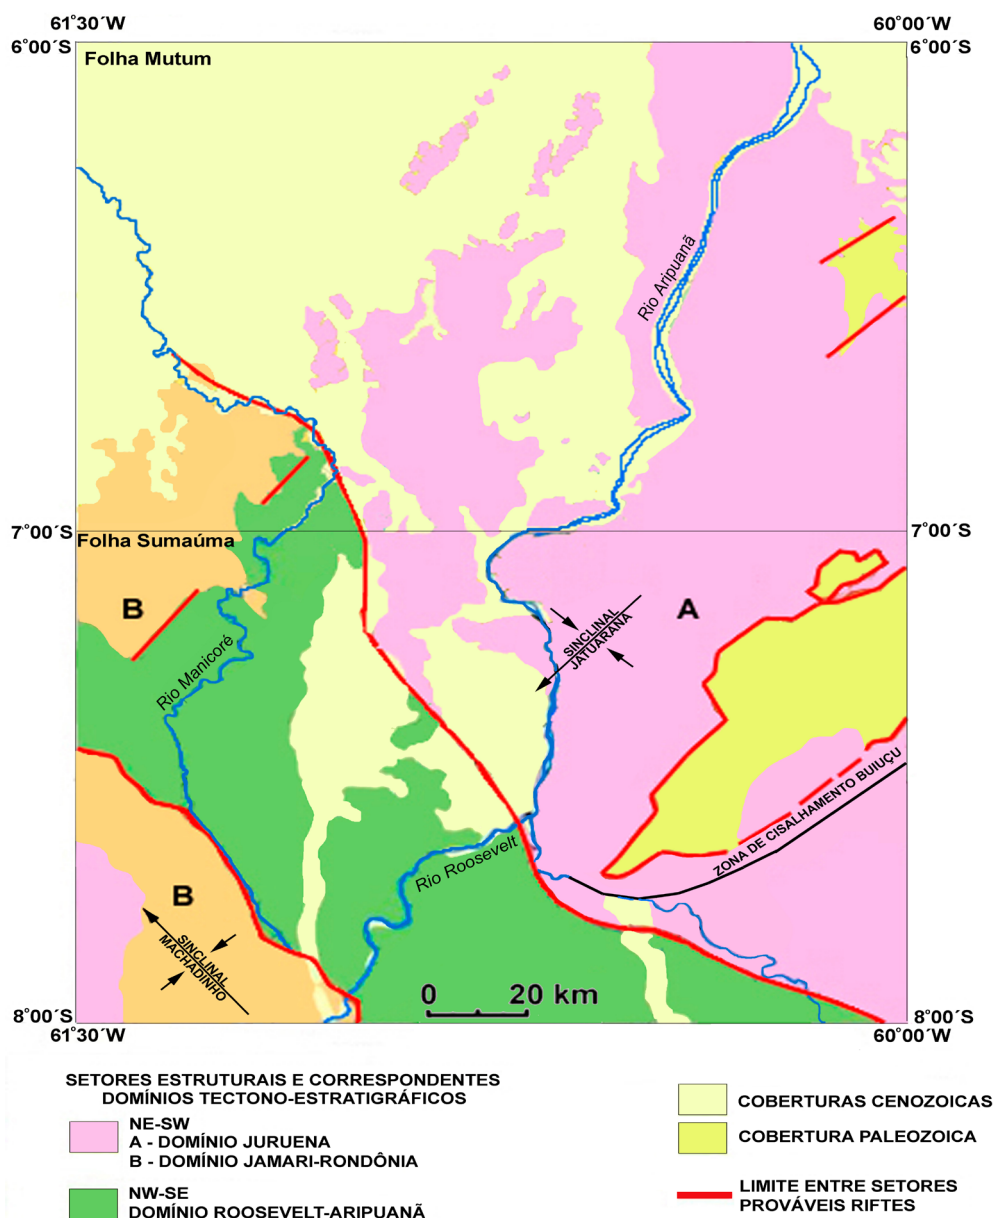 61°30´W
60°00´W
6°00´S
6°00´S
Folha Mutum
Rio Aripuanã
7°00´S
7°00´S
Folha Sumaúma
B
A
SINCLINAL
JATUARANA
Rio Manicoré
ZONA DE CISALHAMENTO BUIUÇU
Rio Roosevelt
B
SINCLINAL
MACHADINHO
0 20 km
8°00´S
8°00´S
61°30´W
60°00´W
SETORES ESTRUTURAIS E CORRESPONDENTES
DOMÍNIOS TECTONO-ESTRATIGRÁFICOS
NE-SW
A - DOMÍNIO JURUENA
B - DOMÍNIO JAMARI-RONDÔNIA
NW-SE
DOMÍNIO ROOSEVELT-ARIPUANÃ
COBERTURAS CENOZOICAS
COBERTURA PALEOZOICA
LIMITE ENTRE SETORES
PROVÁVEIS RIFTES